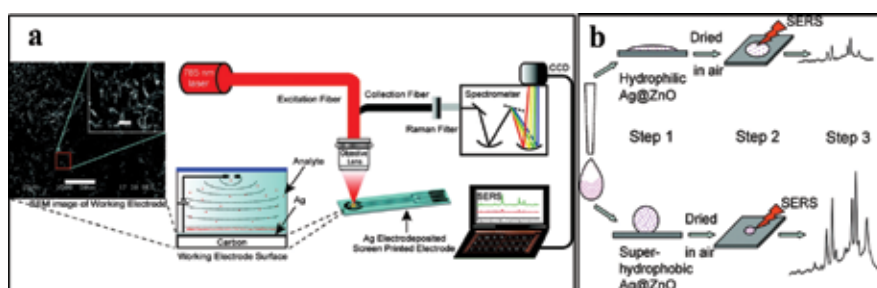 a
785 nm
laser
Excitation Fiber
Collection Fiber
Raman Filter
Spectrometer
CCD
Objective
Lens
SEM image of Working Electrode
Analyte
Ag
Carbon
Working Electrode Surface
Ag Electrodeposited
Screen Printed Electrode
SERS
b
Hydrophilic
Ag@ZnO
Dried
in air
SERS
Step 1
Step 2
Step 3
Super-
hydrophobic
Ag@ZnO
Dried
in air
SERS